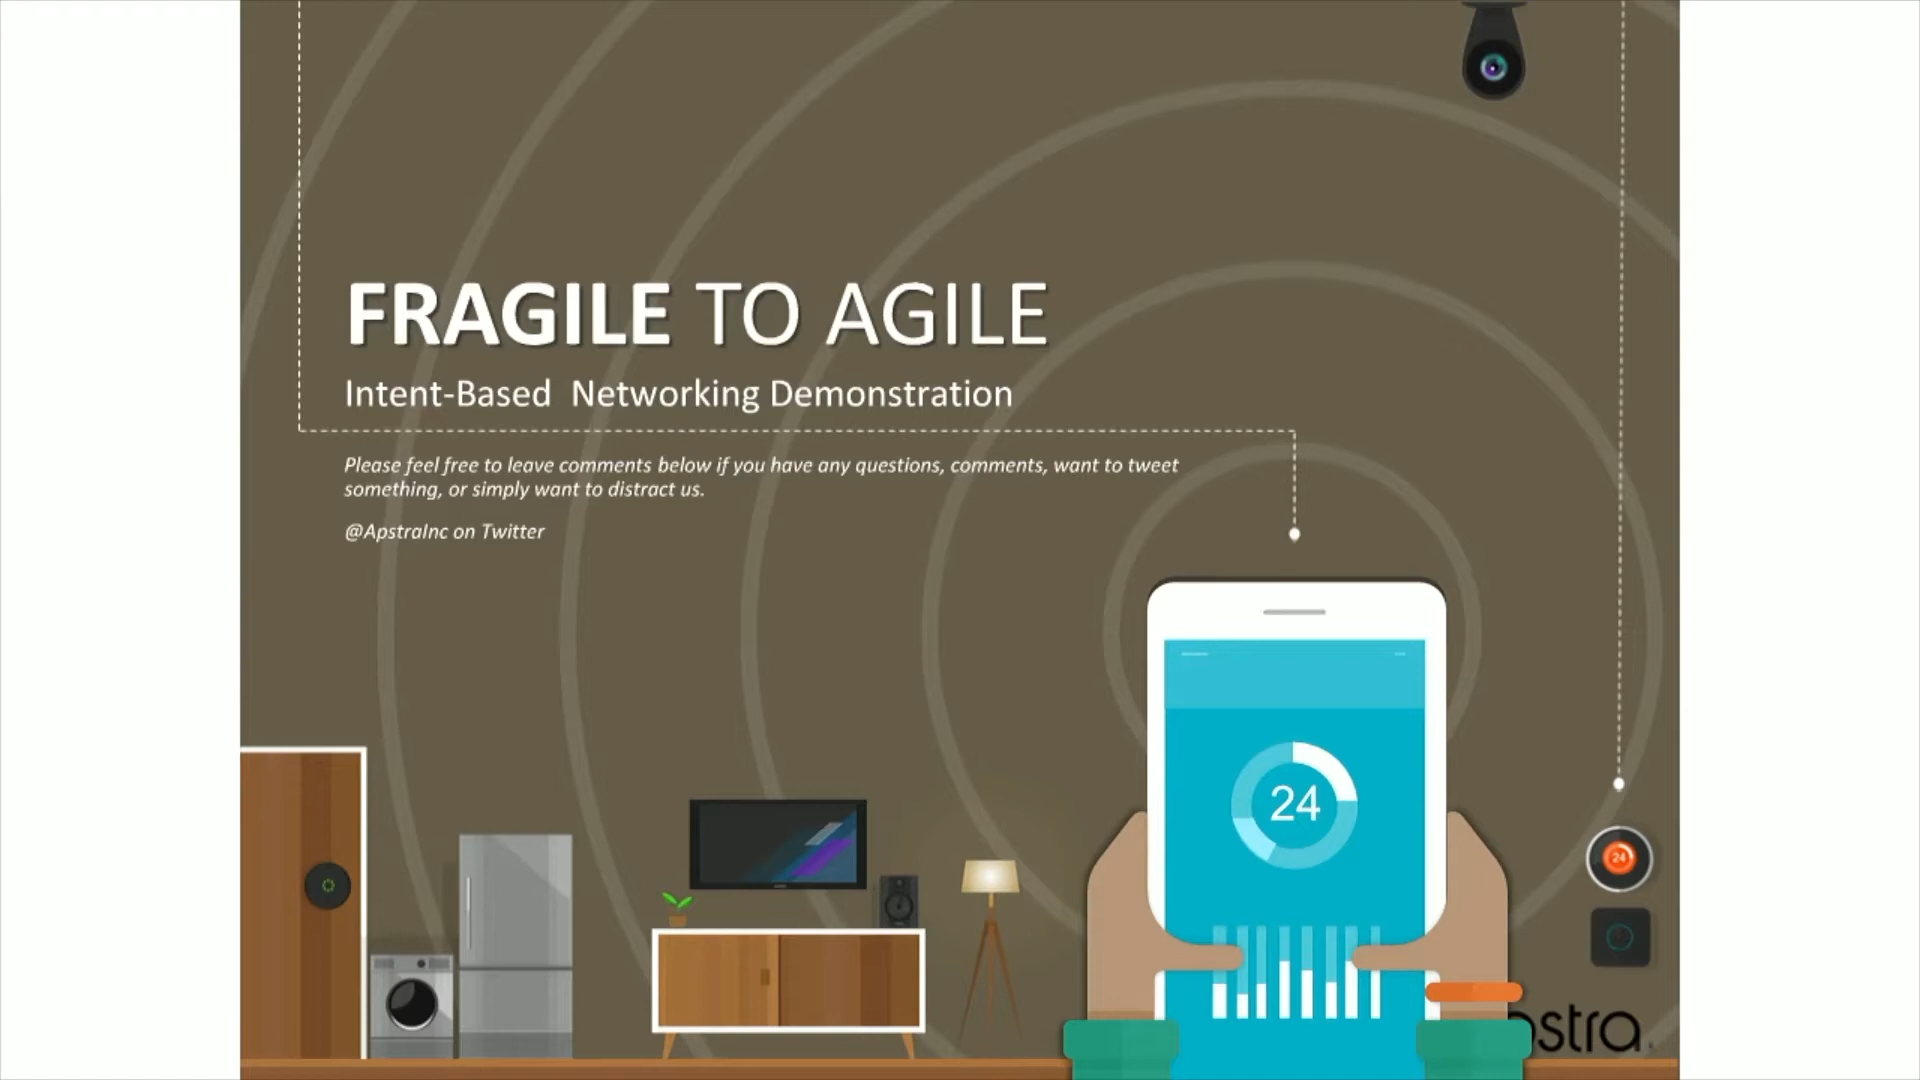 FRAGILE TO AGILE
Intent-Based  Networking Demonstration
Please feel free to leave comments below if you have any questions, comments, want to tweet
something, or simply want to distract us.
@ApstraInc on Twitter
24
24
pstra